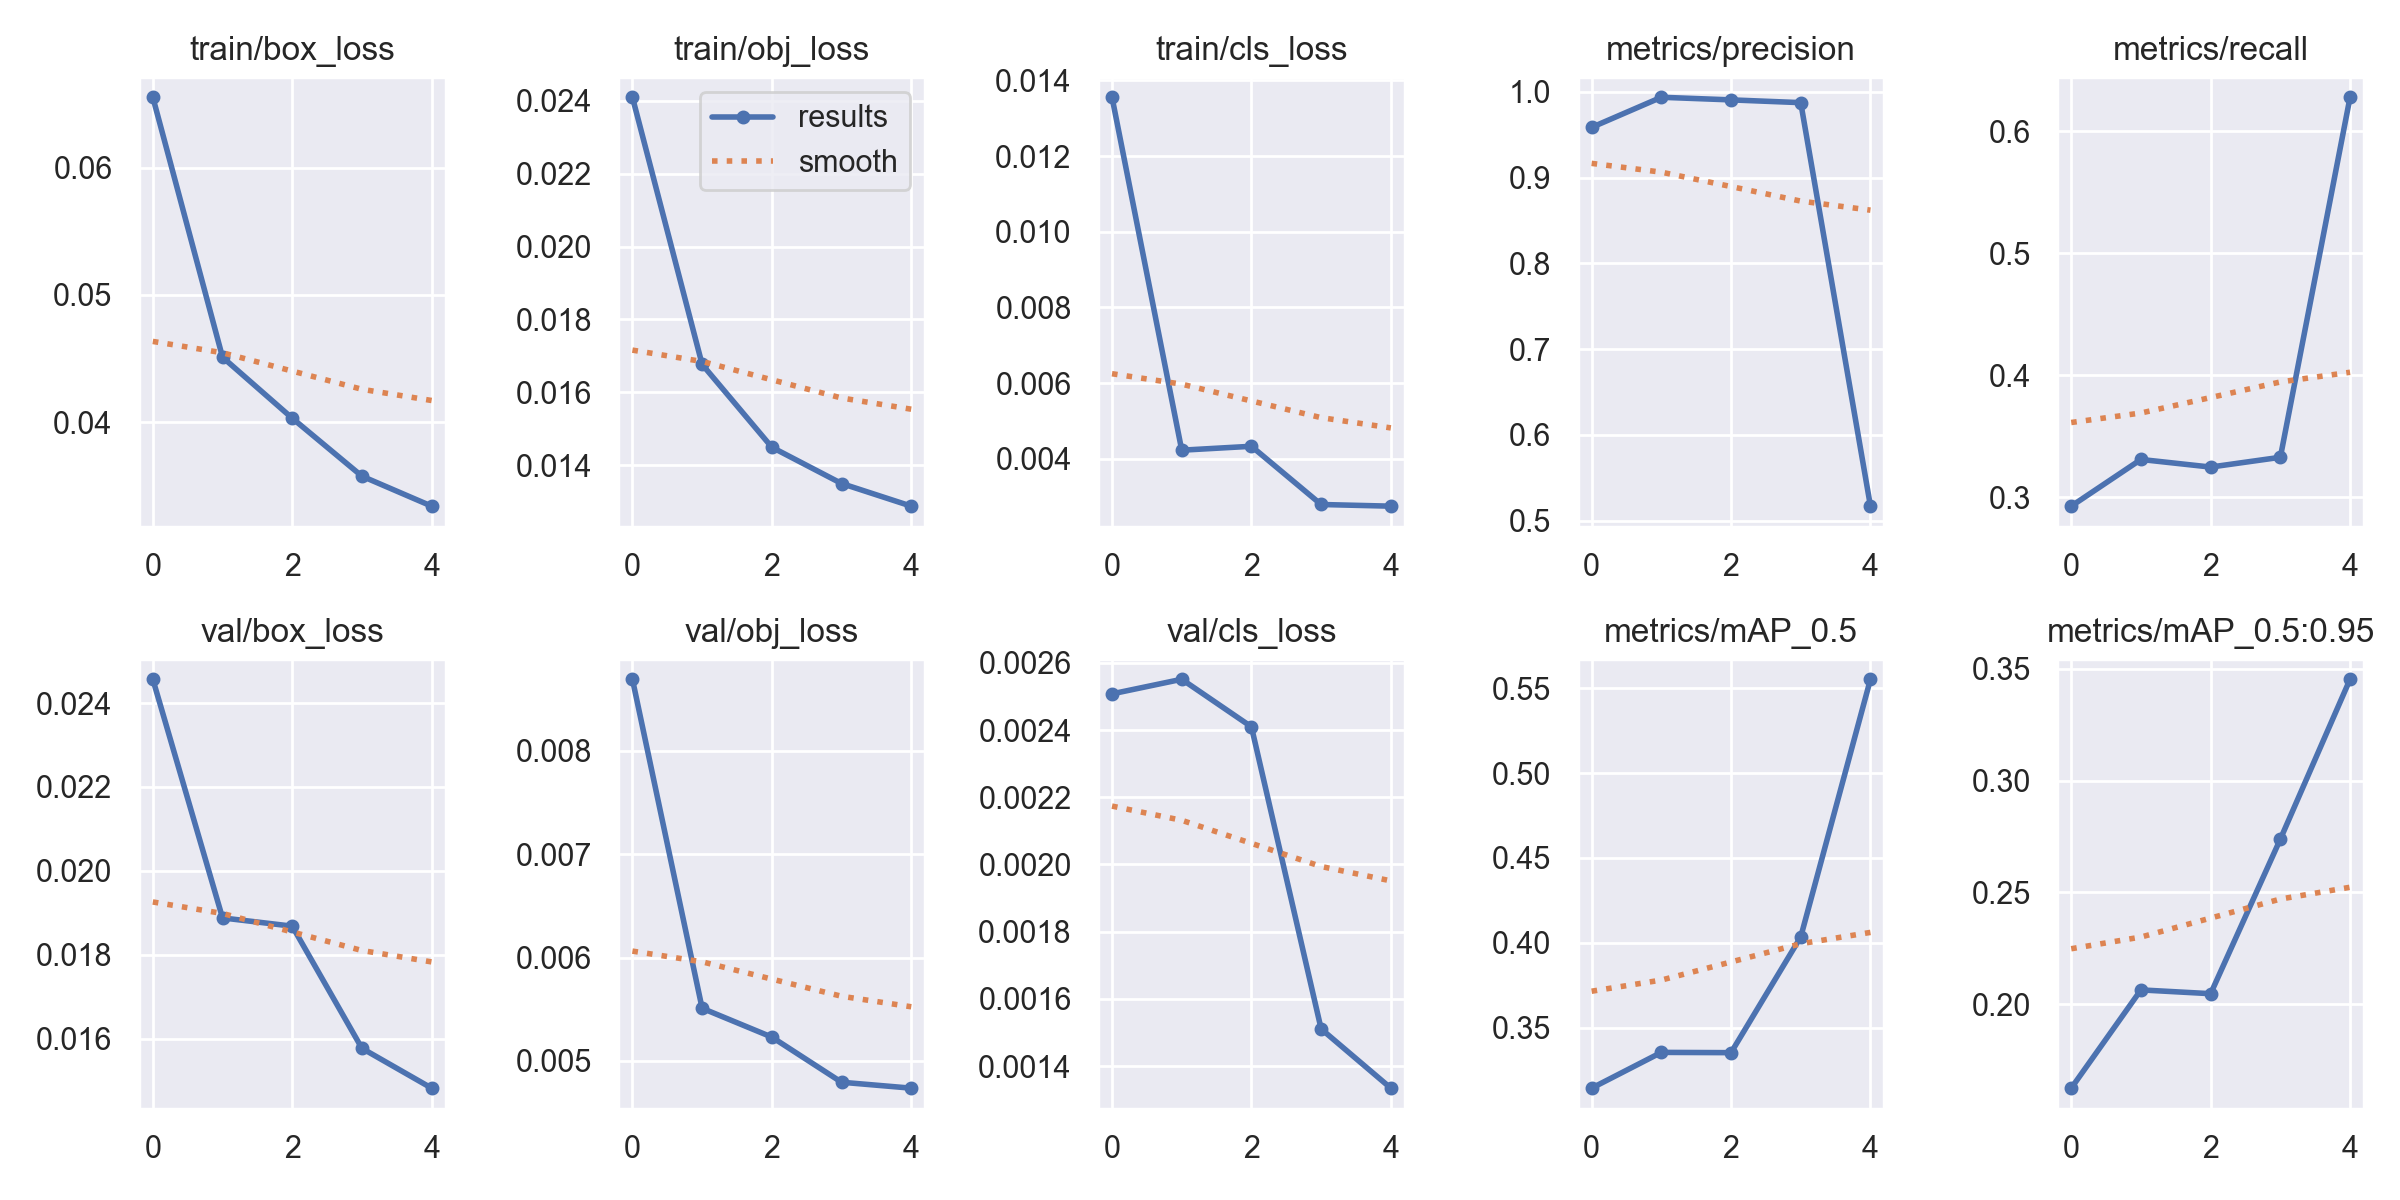 train/box_loss
0.06
0.05
0.04
0 2 4
train/obj_loss
results
smooth
0.024
0.022
0.020
0.018
0.016
0.014
0 2 4
train/cls_loss
0.014
0.012
0.010
0.008
0.006
0.004
0 2 4
metrics/precision
1.0
0.9
0.8
0.7
0.6
0.5
0 2 4
metrics/recall
0.6
0.5
0.4
0.3
0 2 4
val/box_loss
0.024
0.022
0.020
0.018
0.016
0 2 4
val/obj_loss
0.008
0.007
0.006
0.005
0 2 4
val/cls_loss
0.0026
0.0024
0.0022
0.0020
0.0018
0.0016
0.0014
0 2 4
metrics/mAP_0.5
0.55
0.50
0.45
0.40
0.35
0 2 4
metrics/mAP_0.5:0.95
0.35
0.30
0.25
0.20
0 2 4